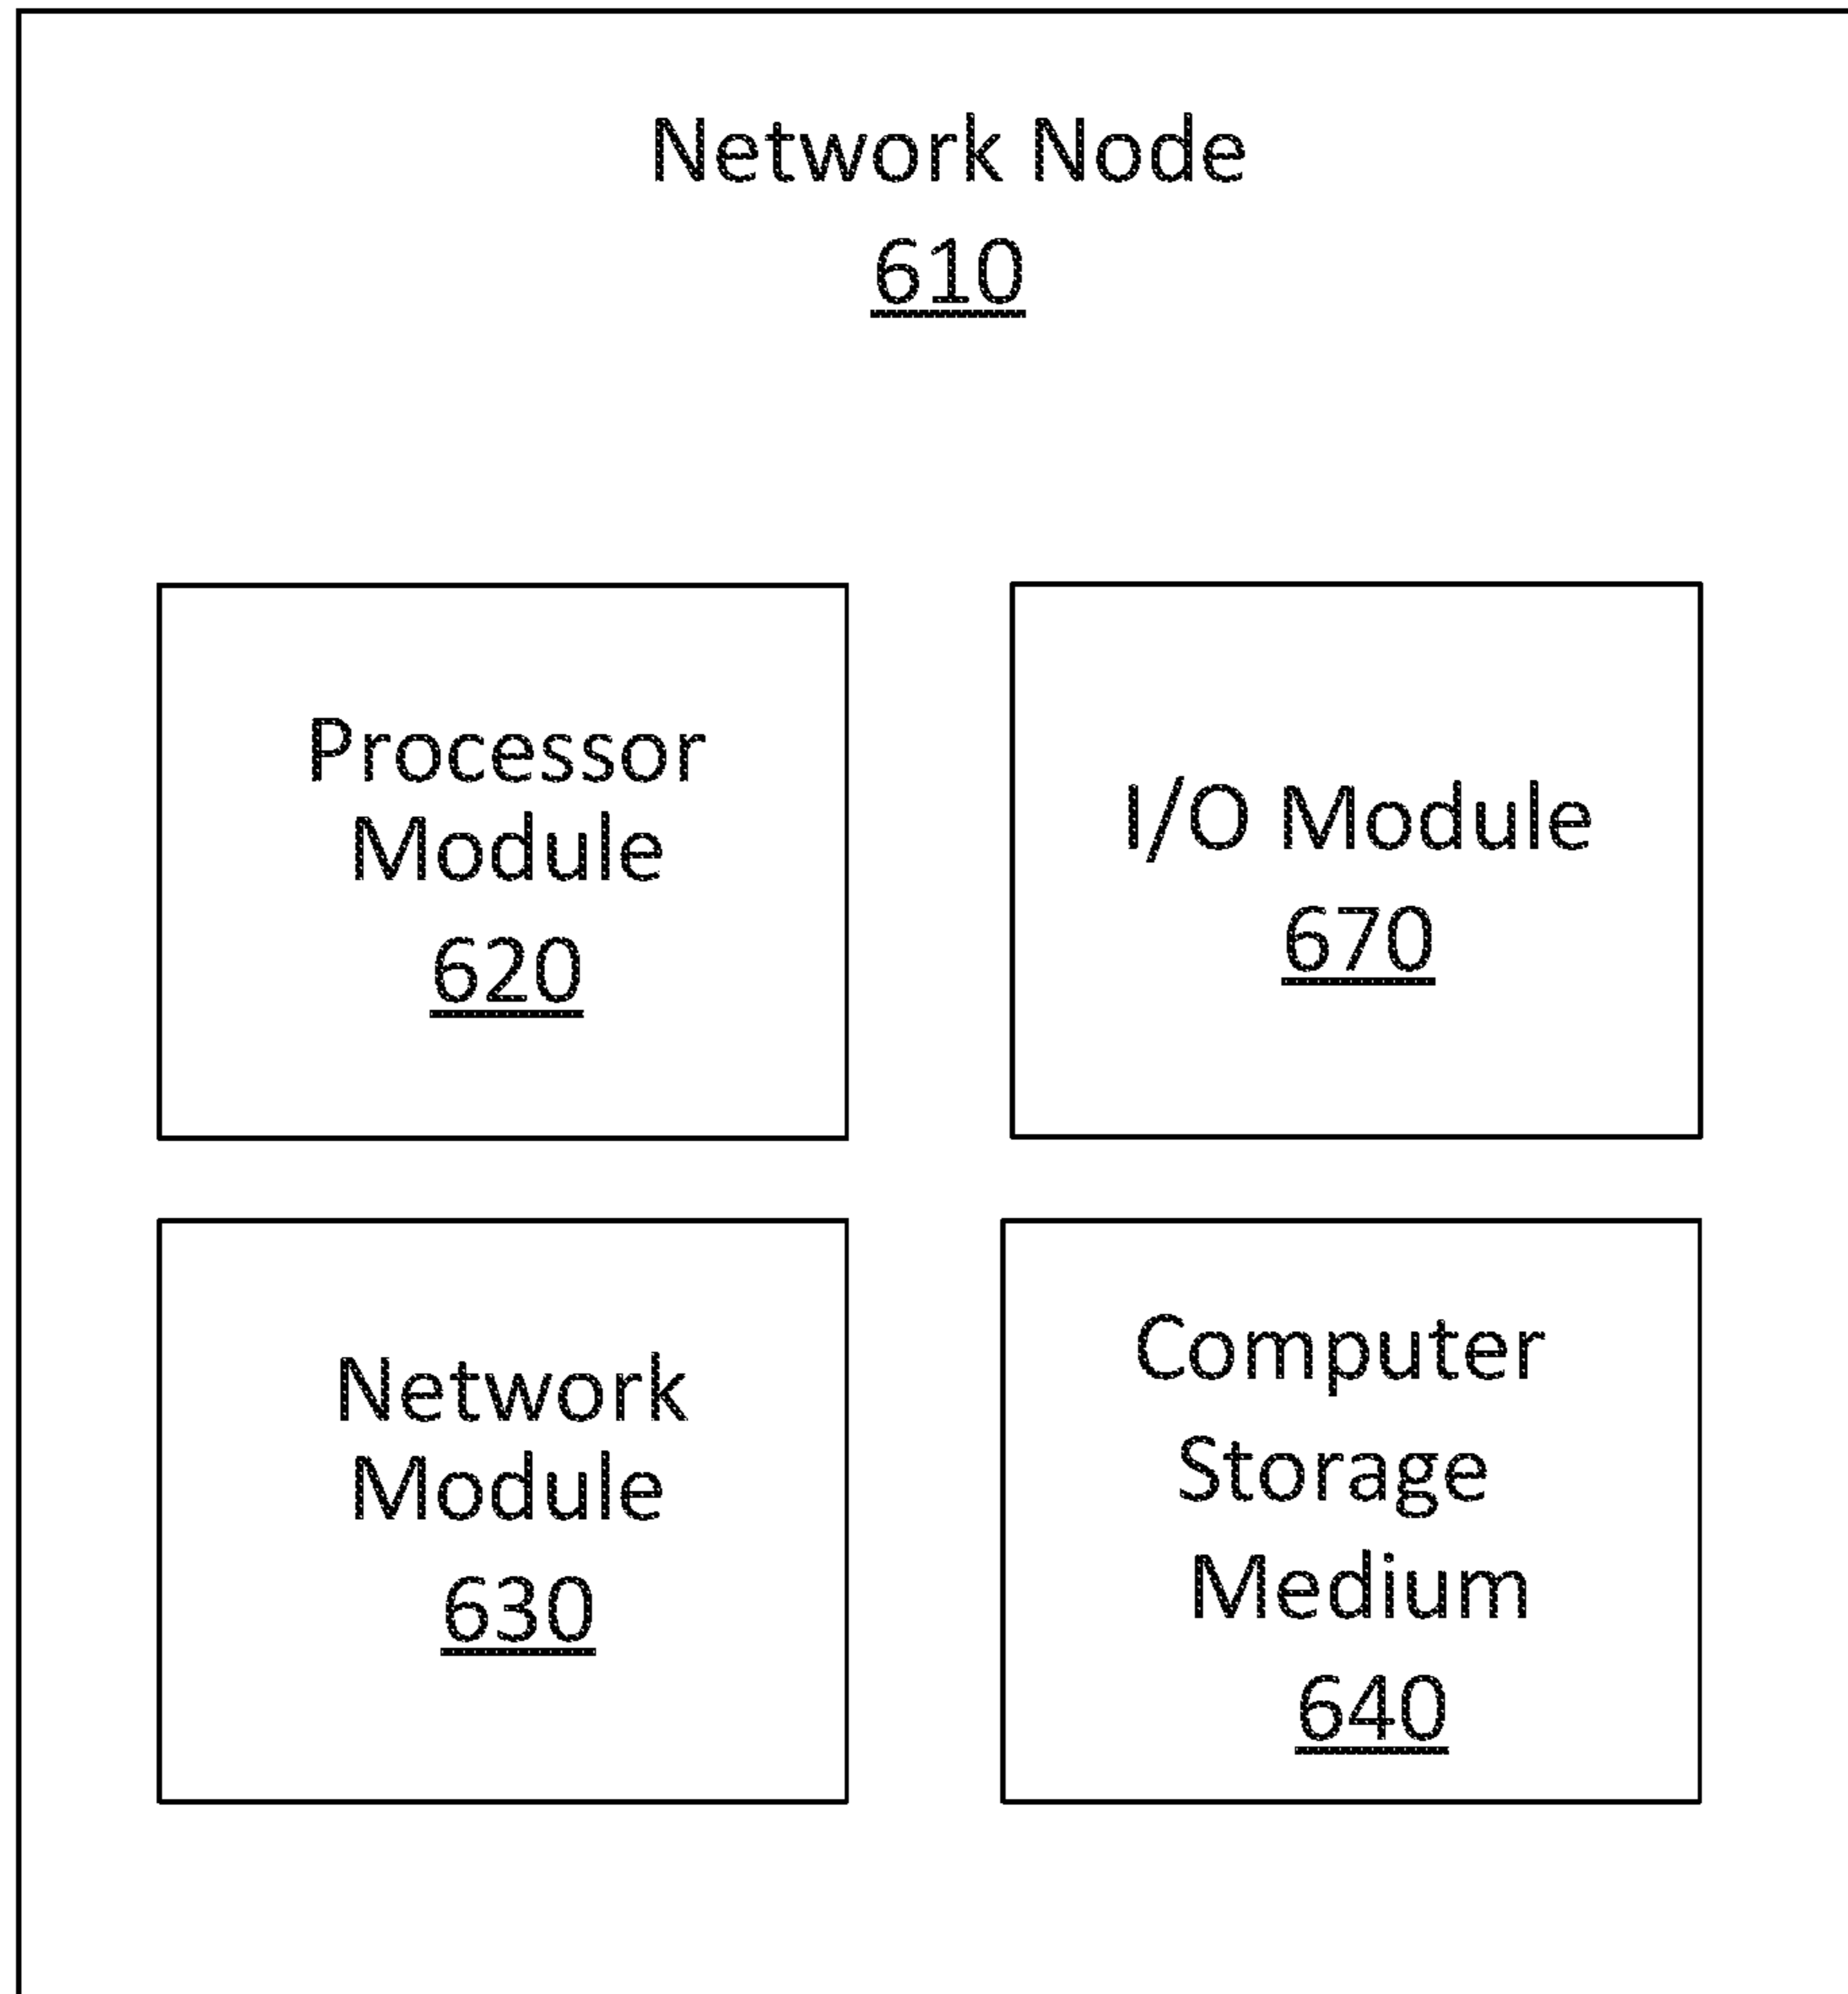 Network Node
610
Processor
Module
620
I/O Module
670
Network
Module
630
Computer
Storage
Medium
640